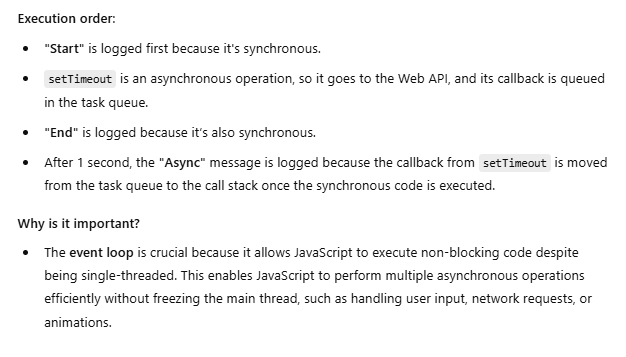 Execution order:
• "Start" is logged first because it's synchronous.
• setTimeout is an asynchronous operation, so it goes to the Web API, and its callback is queued
in the task queue.
• "End" is logged because it's also synchronous.
• After 1 second, the "Async" message is logged because the callback from setTimeout is moved
from the task queue to the call stack once the synchronous code is executed.
Why is it important?
• The event loop is crucial because it allows JavaScript to execute non-blocking code despite
being single-threaded. This enables JavaScript to perform multiple asynchronous operations
efficiently without freezing the main thread, such as handling user input, network requests, or
animations.